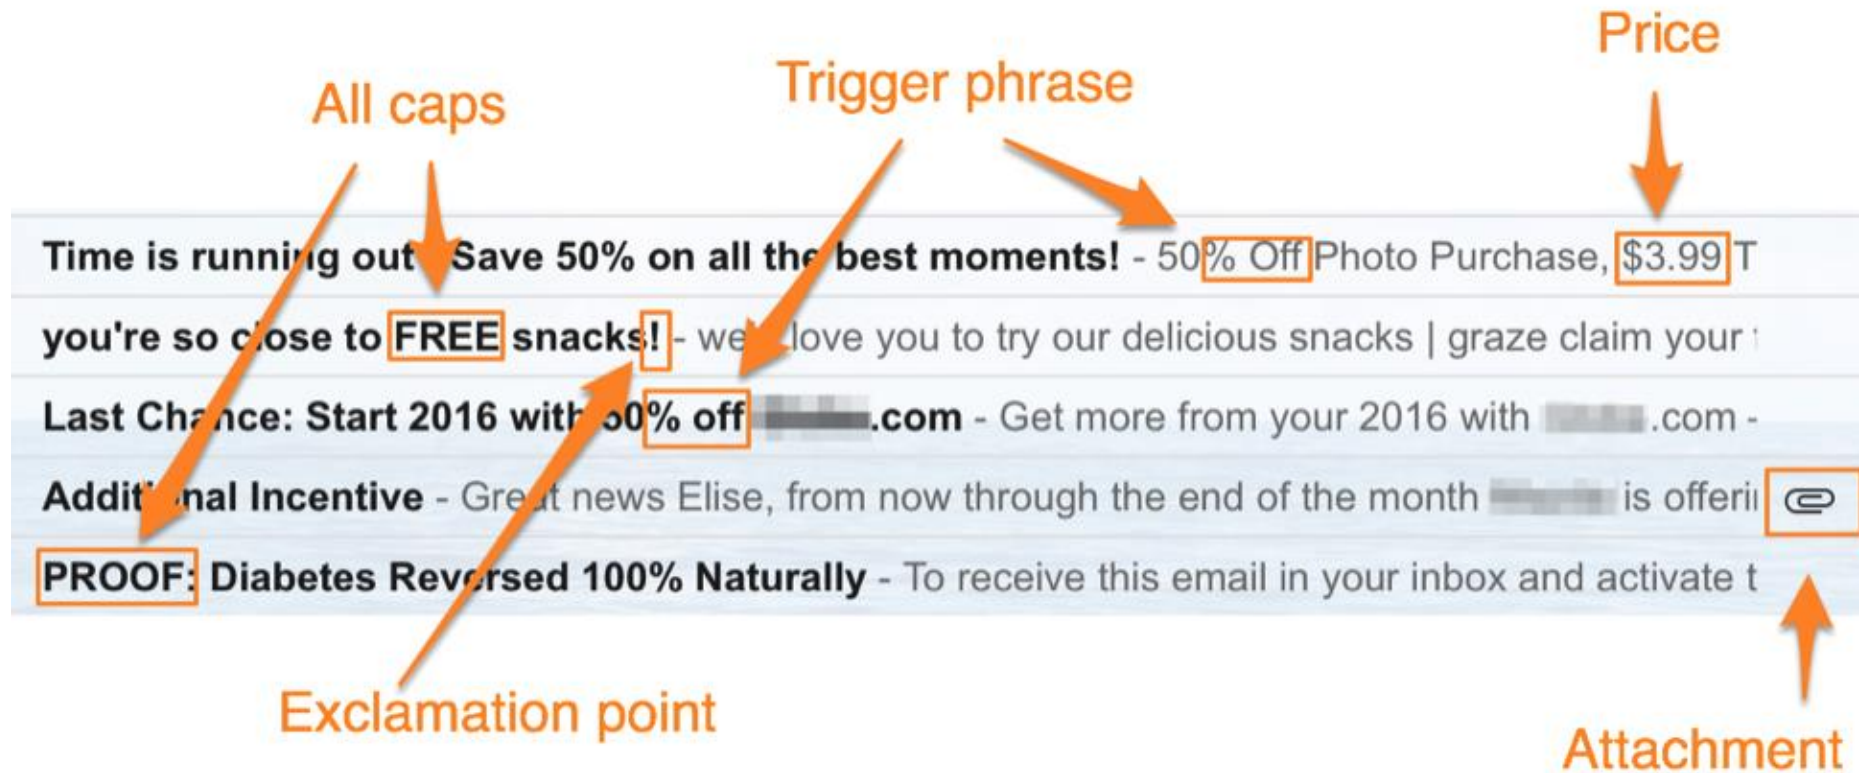 Price
Trigger phrase
All caps
Time is running out Save 50% on all the best moments! - 50% Off Photo Purchase, $3.99 T
you're so close to FREE snacks! - we love you to try our delicious snacks | graze claim your
Last Chance: Start 2016 with 50% off .com - Get more from your 2016 with .com -
Additional Incentive - Great news Elise, from now through the end of the month is offeri
PROOF: Diabetes Reversed 100% Naturally - To receive this email in your inbox and activate t
Exclamation point
Attachment